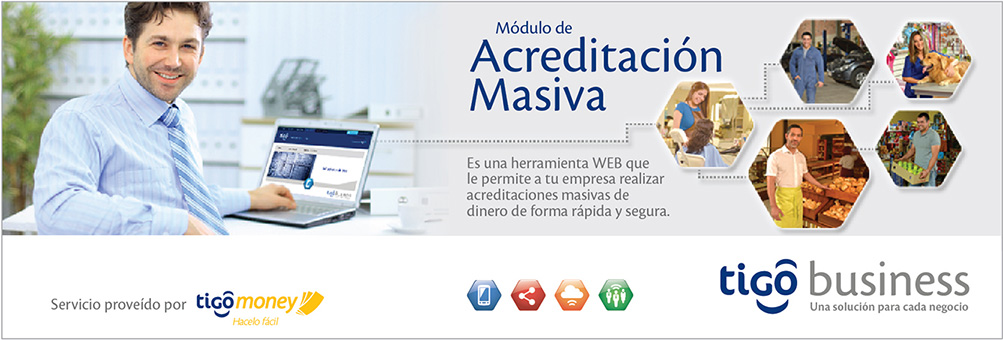 Módulo de
Acreditación
Masiva
Es una herramienta WEB que
le permite a tu empresa realizar
acreditaciones masivas de
dinero de forma rápida y segura.
Servicio proveído por tigo money
Hacelo fácil
tigo business
Una solución para cada negocio